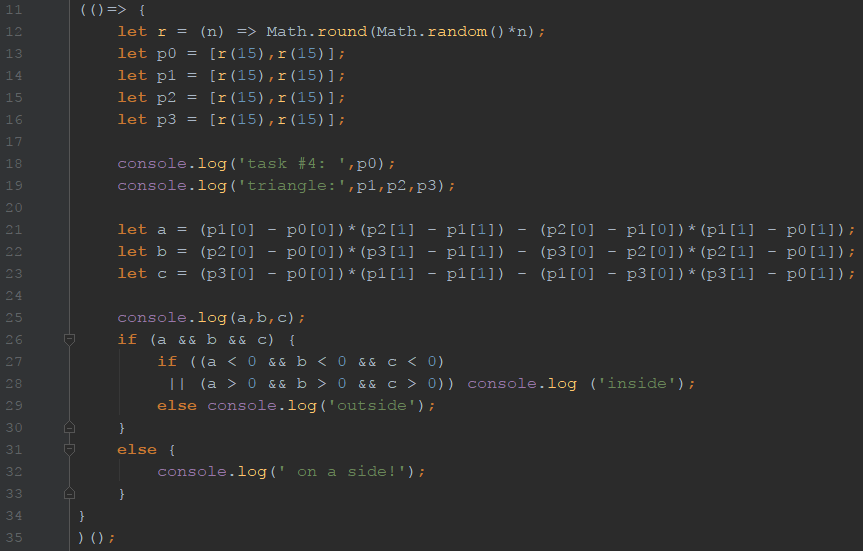 11 (()=> {
12 let r = (n) => Math.round(Math.random()*n);
13 let p0 = [r(15),r(15)];
14 let p1 = [r(15),r(15)];
15 let p2 = [r(15),r(15)];
16 let p3 = [r(15),r(15)];
17
18 console.log('task #4: ',p0);
19 console.log('triangle:',p1,p2,p3);
20
21 let a = (p1[0] - p0[0])*(p2[1] - p1[1]) - (p2[0] - p1[0])*(p1[1] - p0[1]);
22 let b = (p2[0] - p0[0])*(p3[1] - p1[1]) - (p3[0] - p2[0])*(p2[1] - p0[1]);
23 let c = (p3[0] - p0[0])*(p1[1] - p1[1]) - (p1[0] - p3[0])*(p3[1] - p0[1]);
24
25 console.log(a,b,c);
26 if (a && b && c) {
27 if ((a < 0 && b < 0 && c < 0)
28 || (a > 0 && b > 0 && c > 0)) console.log ('inside');
29 else console.log('outside');
30 }
31 else {
32 console.log(' on a side!');
33 }
34 }
35 )();